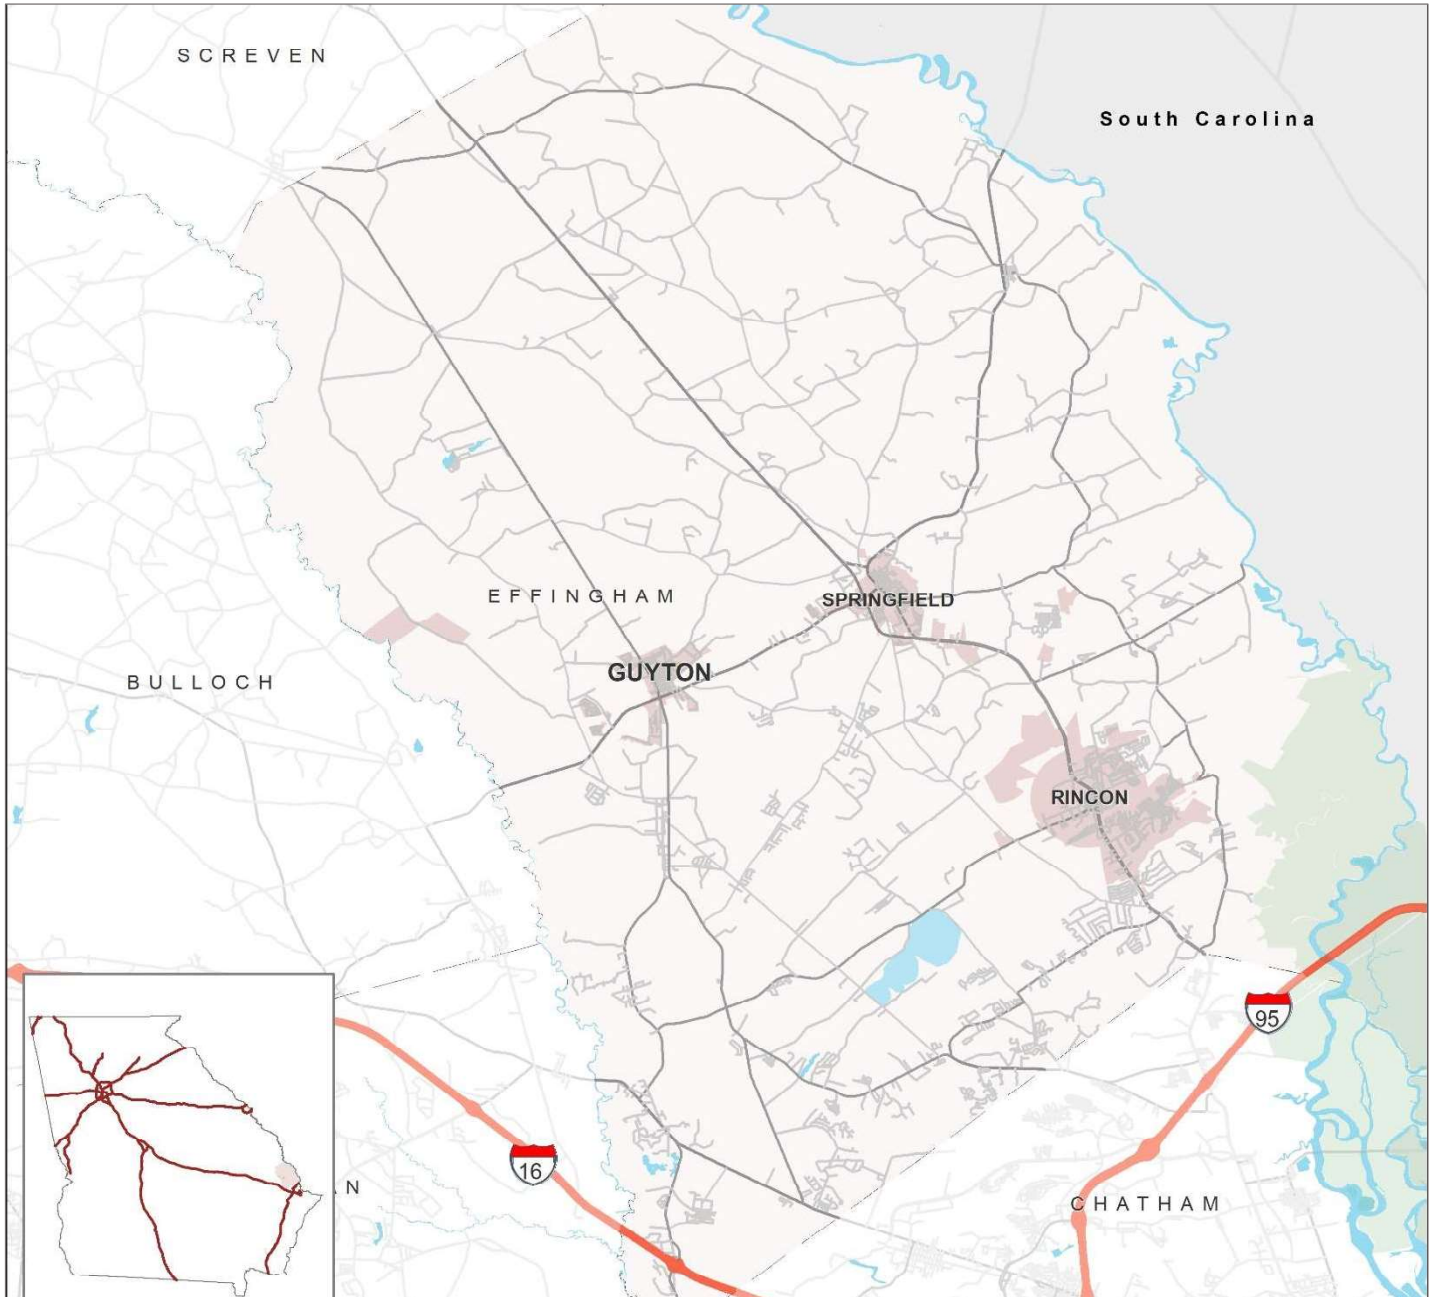 SCREVEN
South Carolina
EFFINGHAM
SPRINGFIELD
GUYTON
BULLOCH
RINCON
95
16
N
CHATHAM